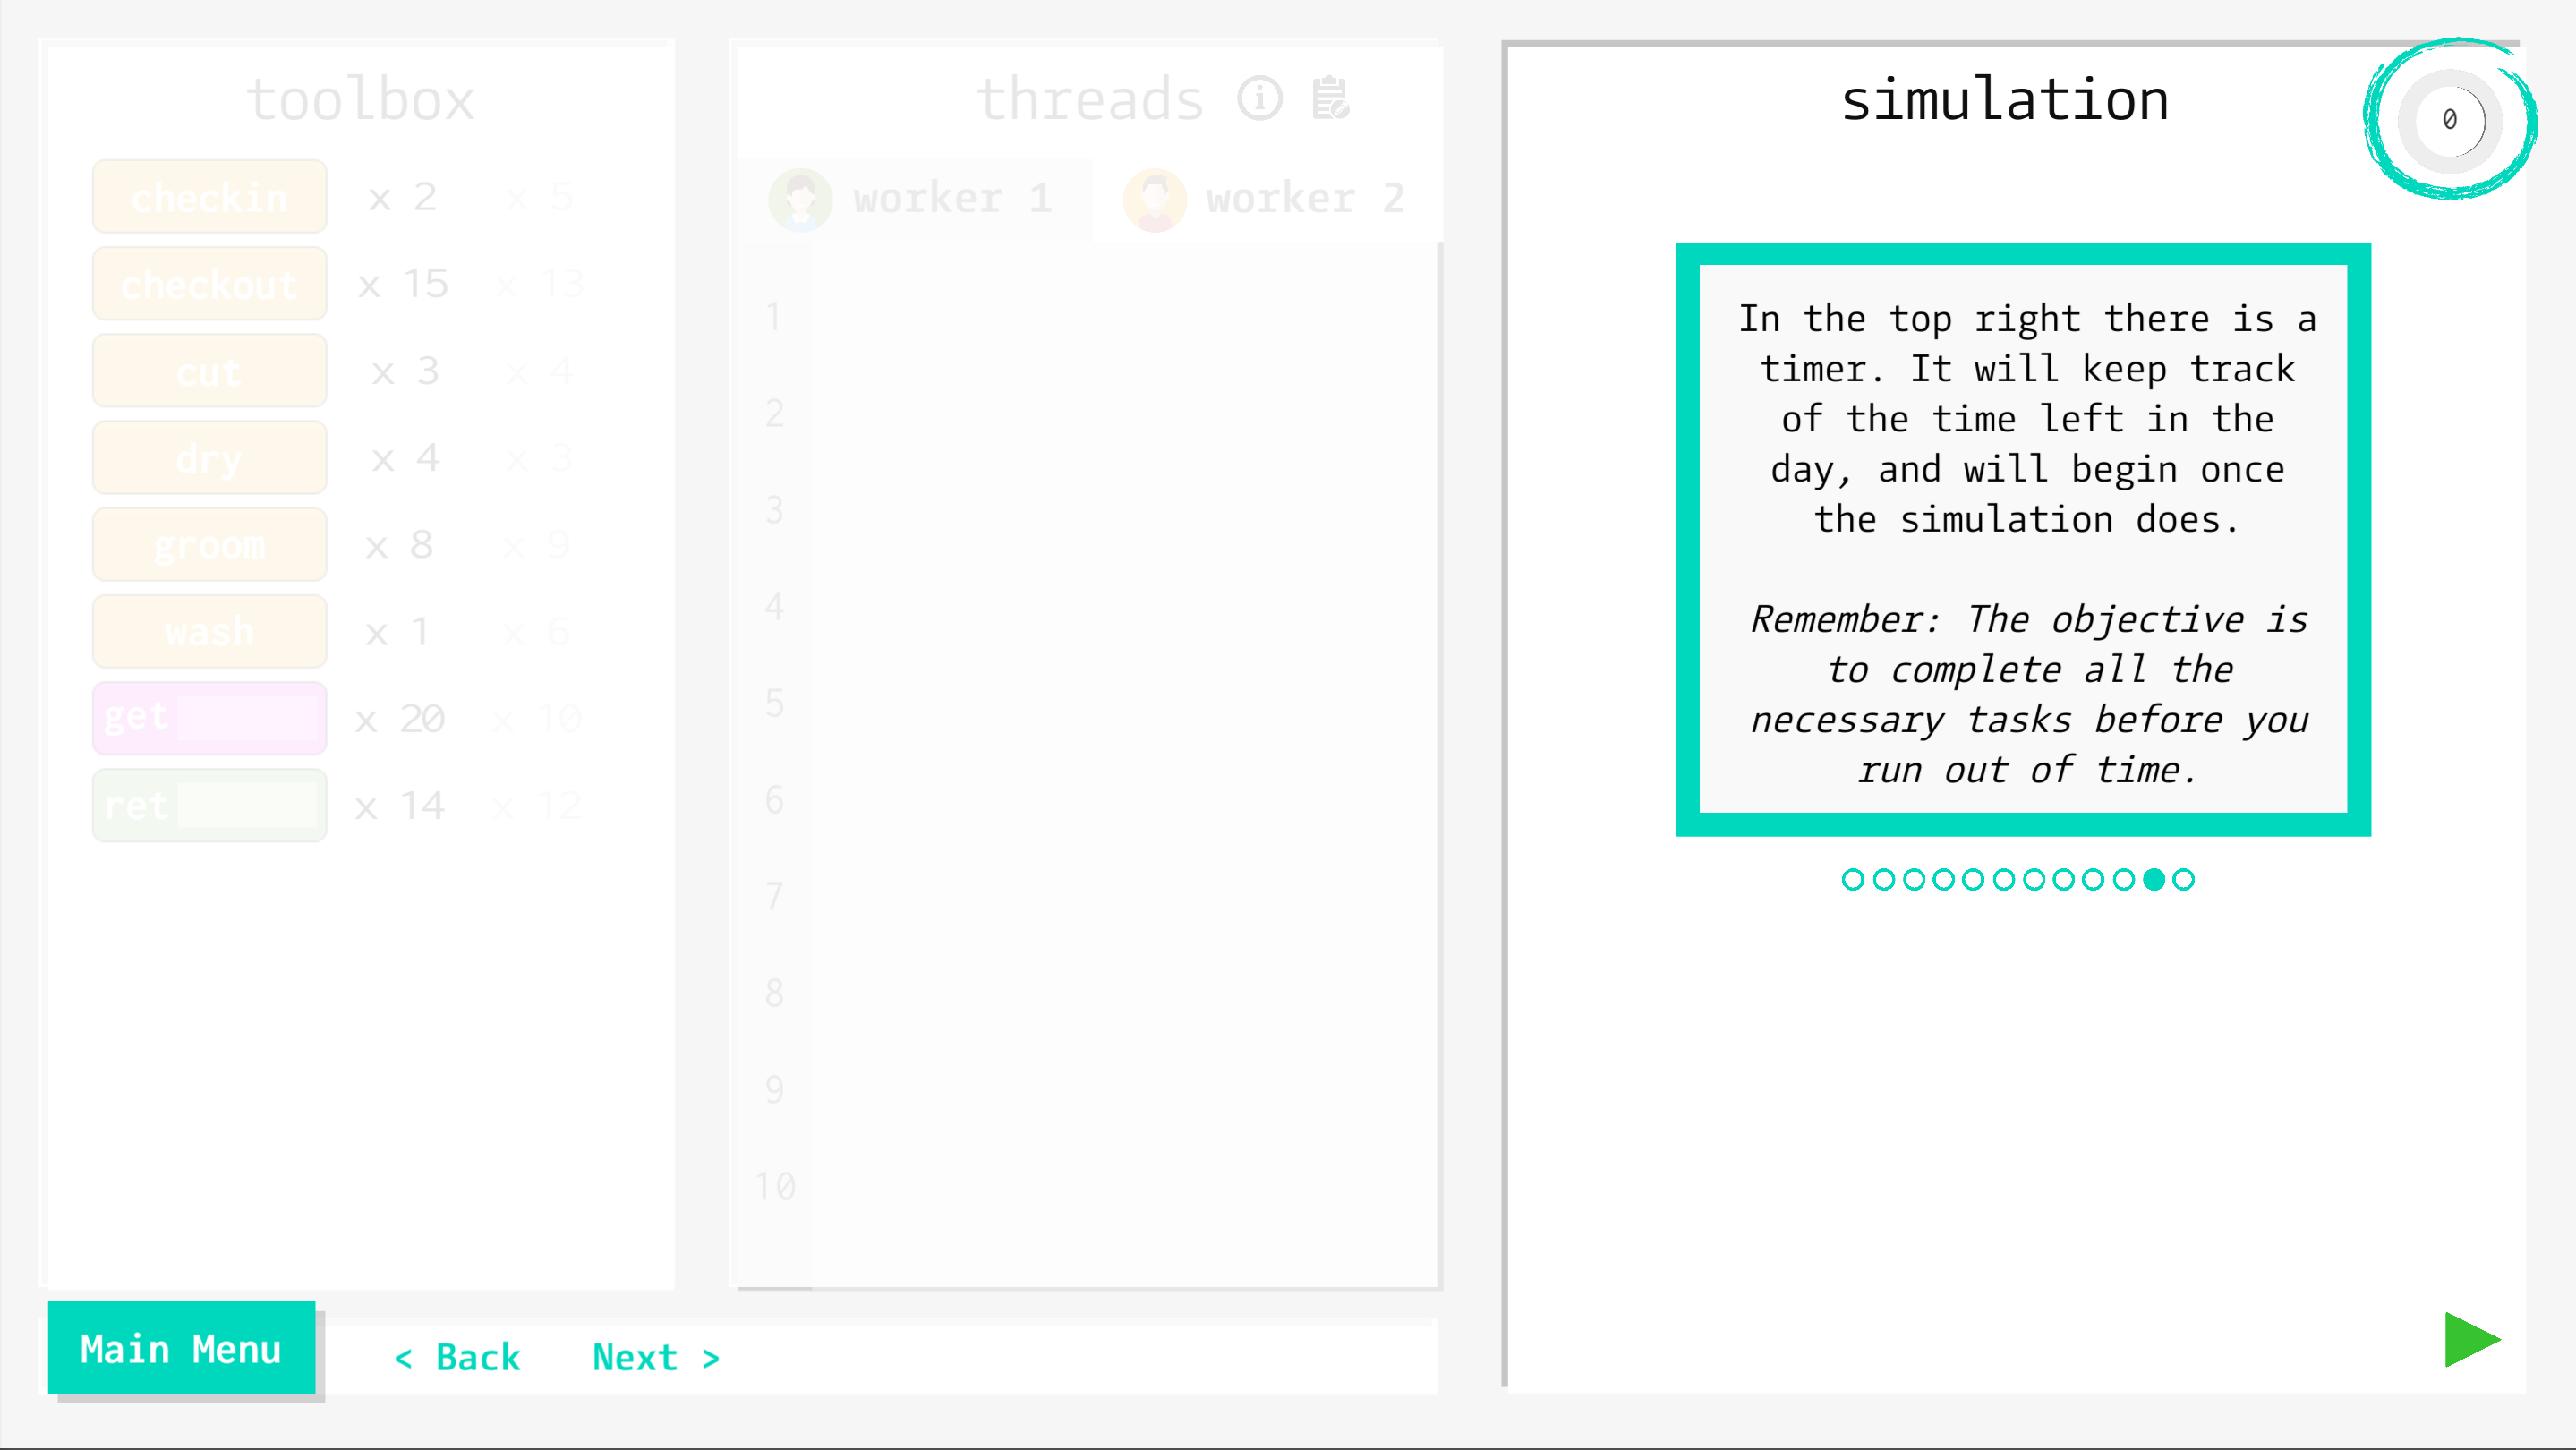 toolbox
checkin x 2 x 5
checkout x 15 x 13
cut x 3 x 4
dry x 4 x 3
groom x 8 x 9
wash x 1 x 6
get x 20 x 10
ret x 14 x 12
threads
worker 1 worker 2
1
2
3
4
5
6
7
8
9
10
simulation
0
In the top right there is a
timer. It will keep track
of the time left in the
day, and will begin once
the simulation does.
Remember: The objective is
to complete all the
necessary tasks before you
run out of time.
Main Menu
< Back Next >